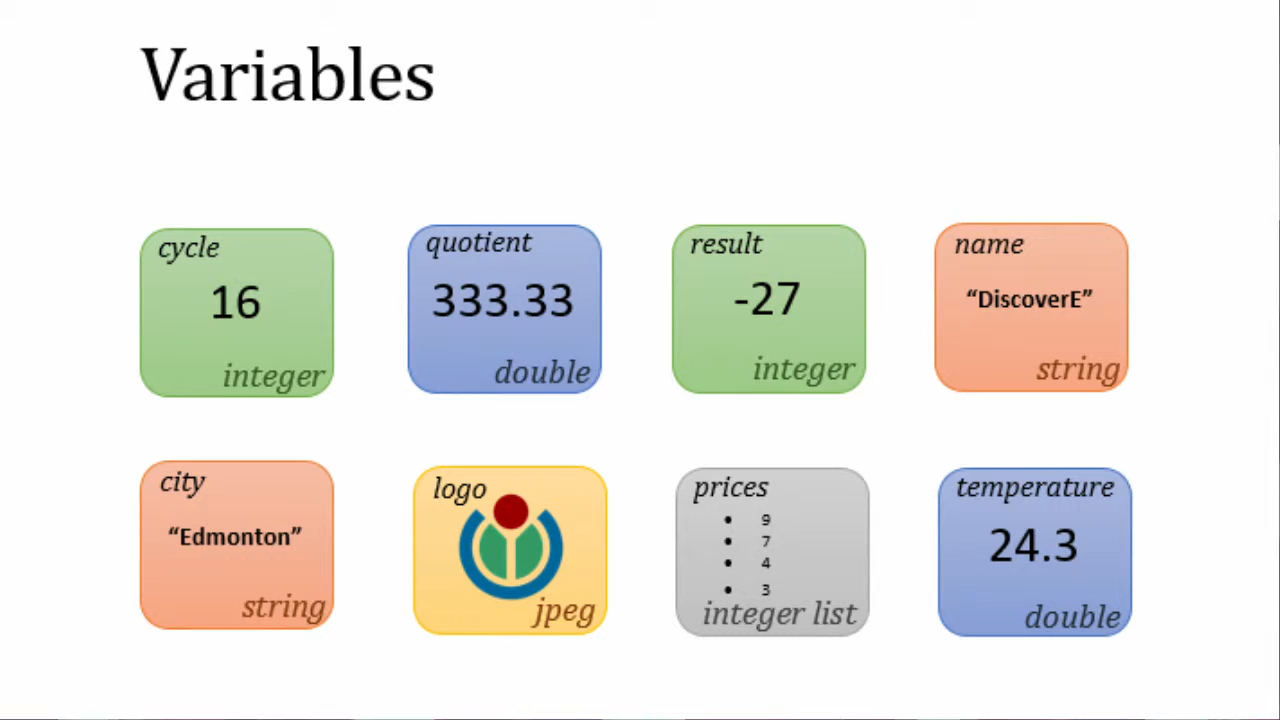 Variables
cycle
16
integer
quotient
333.33
double
result
-27
integer
name
“DiscoverE”
string
city
“Edmonton”
string
logo
jpeg
prices
• 9
• 7
• 4
• 3
integer list
temperature
24.3
double